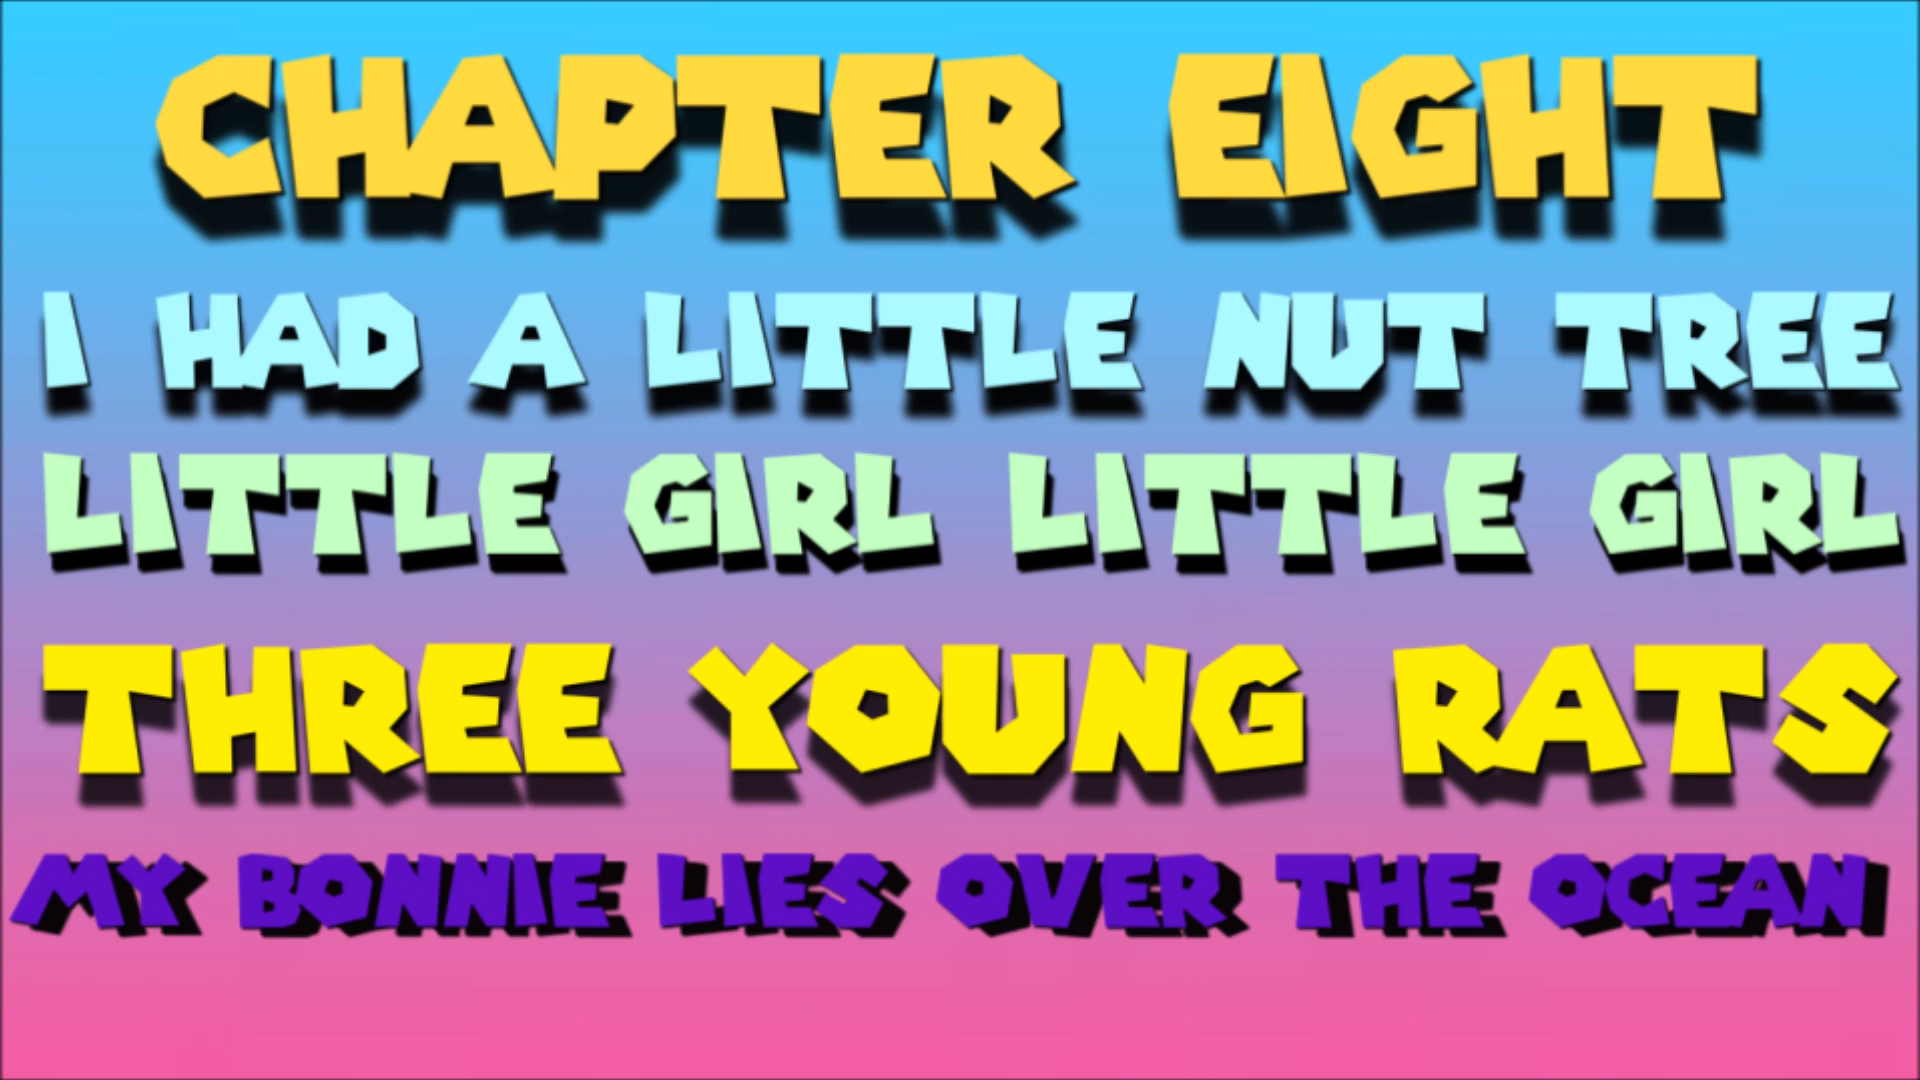 CHAPTER EIGHT
I HAD A LITTLE NUT TREE
LITTLE GIRL LITTLE GIRL
THREE YOUNG RATS
MY BONNIE LIES OVER THE OCEAN